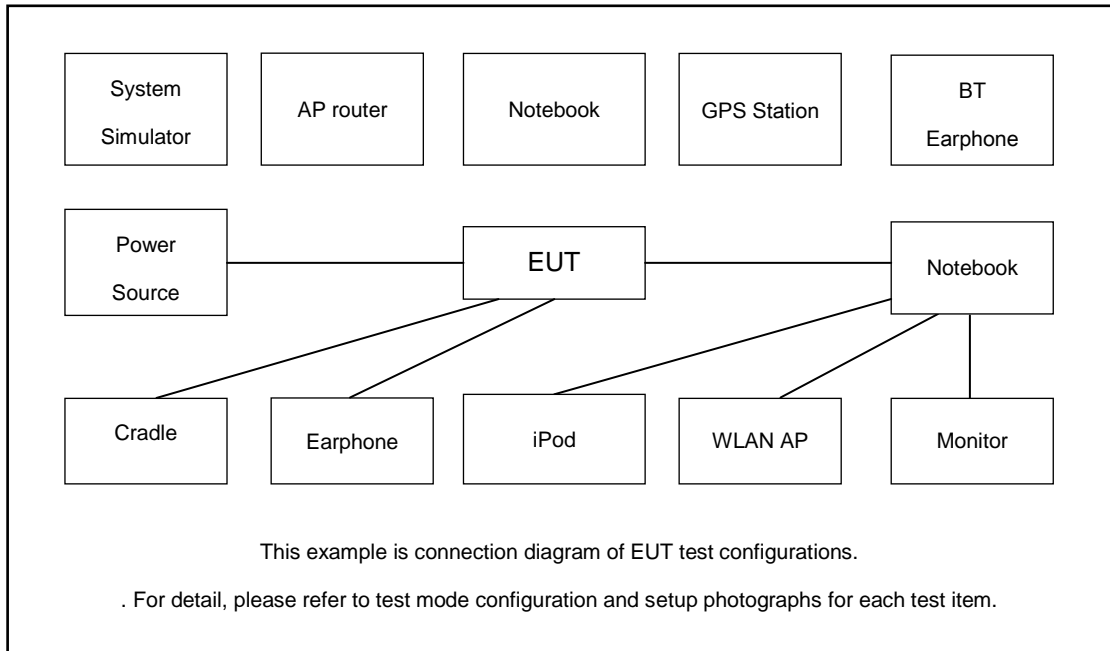 System
Simulator
AP router
Notebook
GPS Station
BT
Earphone
Power
Source
EUT
Notebook
Cradle
Earphone
iPod
WLAN AP
Monitor
This example is connection diagram of EUT test configurations.
. For detail, please refer to test mode configuration and setup photographs for each test item.